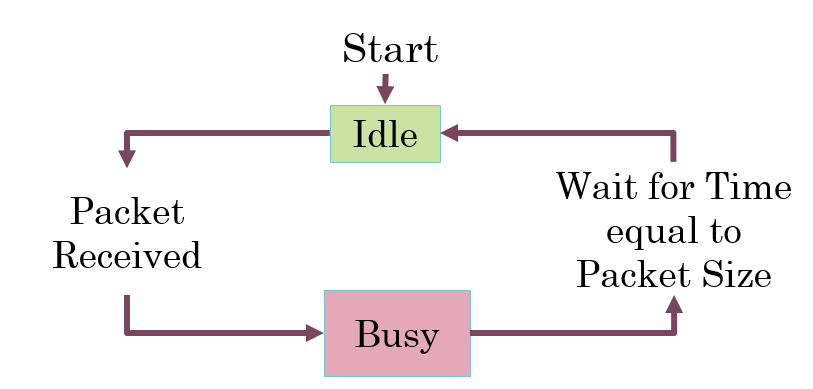 Start
Idle
Packet
Received
Wait for Time
equal to
Packet Size
Busy